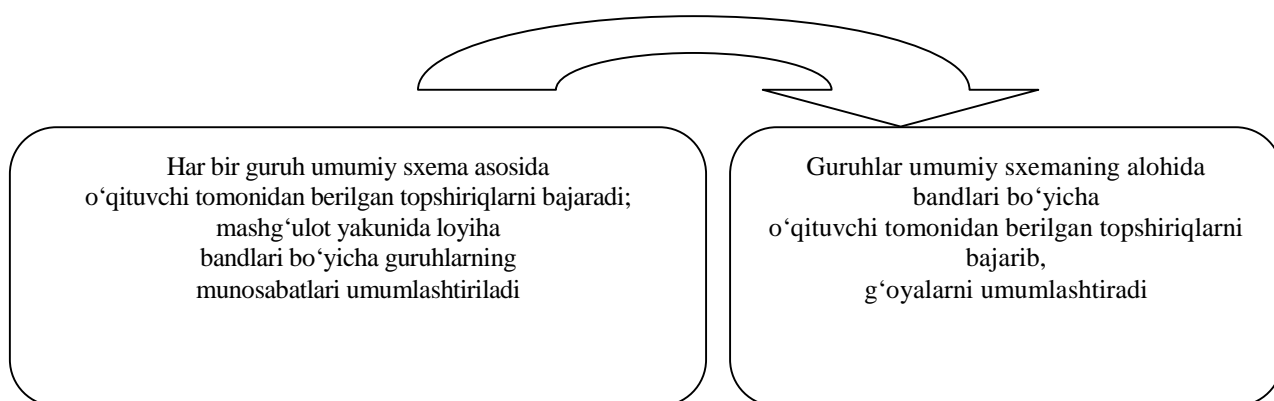 Har bir guruh umumiy sxema asosida
o‘qituvchi tomonidan berilgan topshiriqlarni bajaradi;
mashg‘ulot yakunida loyiha
bandlari bo‘yicha guruhlarning
munosabatlari umumlashtiriladi
Guruhlar umumiy sxemaning alohida
bandlari bo‘yicha
o‘qituvchi tomonidan berilgan topshiriqlarni
bajarib,
g‘oyalarni umumlashtiradi